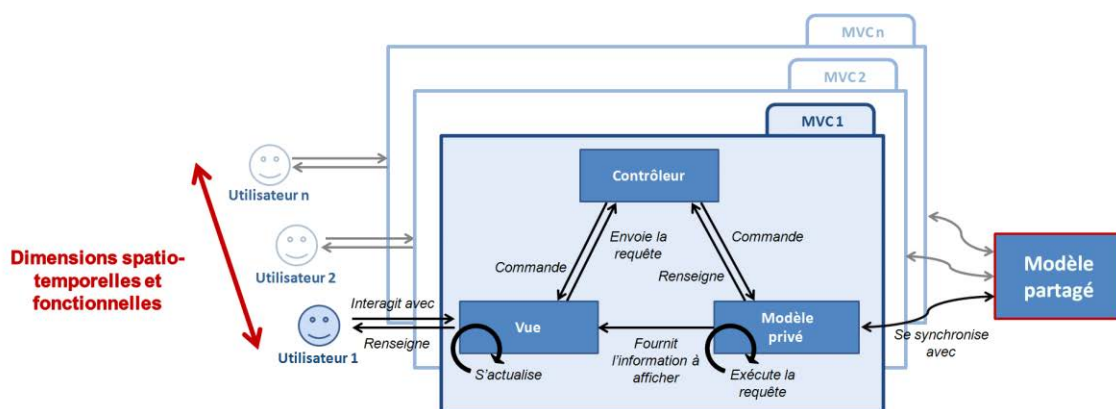 MVC n
MVC 2
MVC 1
Utilisateur n
Contrôleur
Envoie la
requête
Commande
Commande
Renseigne
Dimensions spatio-
temporelles et
fonctionnelles
Utilisateur 2
Modèle
partagé
Interagit avec
Renseigne
Utilisateur 1
Vue
S'actualise
Fournit
l'information à
afficher
Modèle
privé
Exécute la
requête
Se synchronise
avec